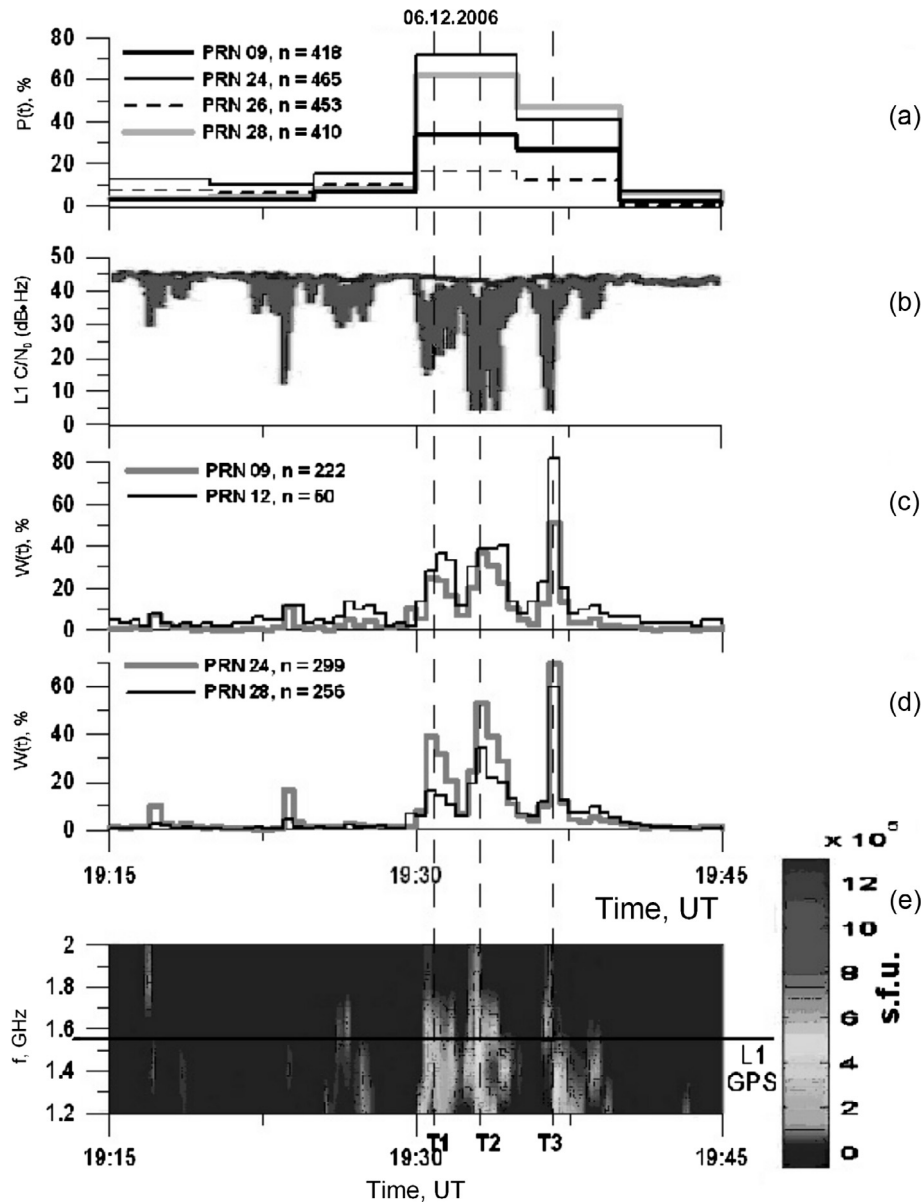 06.12.2006
80
60
40
20
0
P(t), %
PRN 09, n = 418
PRN 24, n = 465
PRN 26, n = 453
PRN 28, n = 410
(a)
50
40
30
20
10
0
L1 C/N₀ (dB*Hz)
(b)
80
60
40
20
0
W(t), %
PRN 09, n = 222
PRN 12, n = 50
(c)
60
40
20
0
W(t), %
PRN 24, n = 299
PRN 28, n = 256
(d)
19:15
19:30
19:45
Time, UT
2
1.8
1.6
1.4
1.2
f, GHz
L1
GPS
T1
T2
T3
19:15
19:30
19:45
Time, UT
x 10
12
10
8
6
4
2
0
s.f.u.
(e)